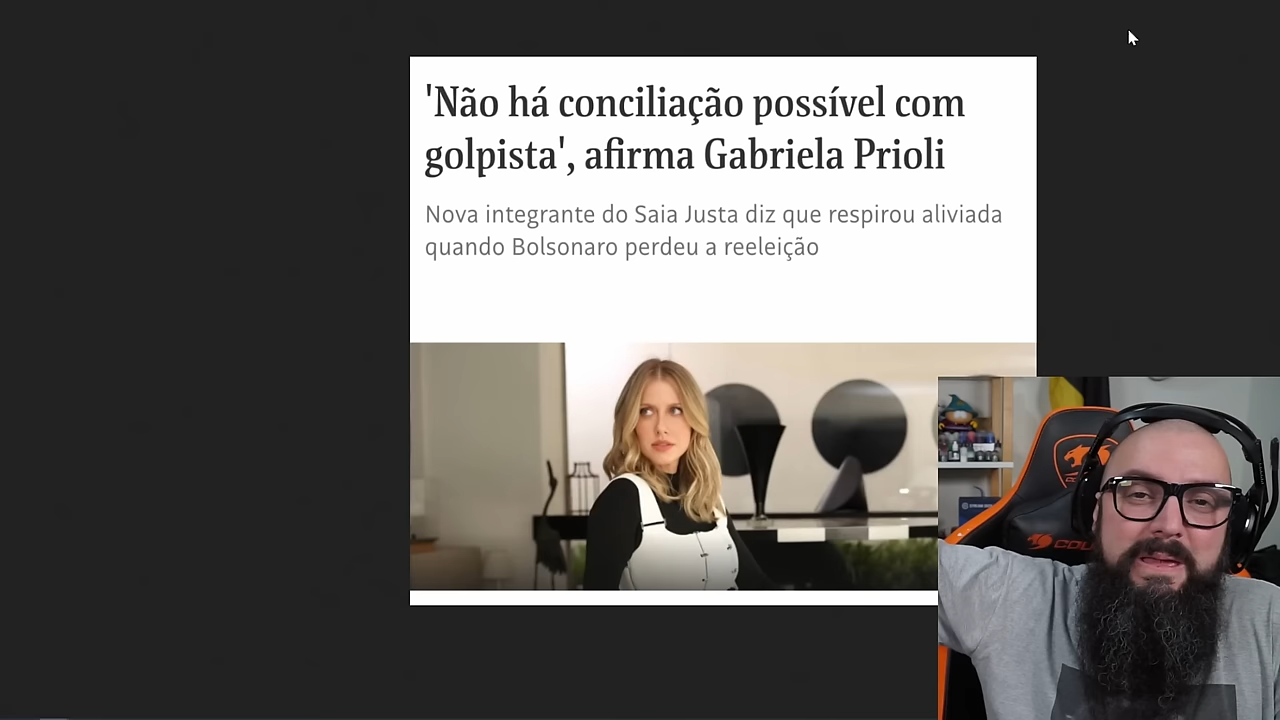 'Não há conciliação possível com
golpista', afirma Gabriela Prioli
Nova integrante do Saia Justa diz que respirou aliviada
quando Bolsonaro perdeu a reeleição